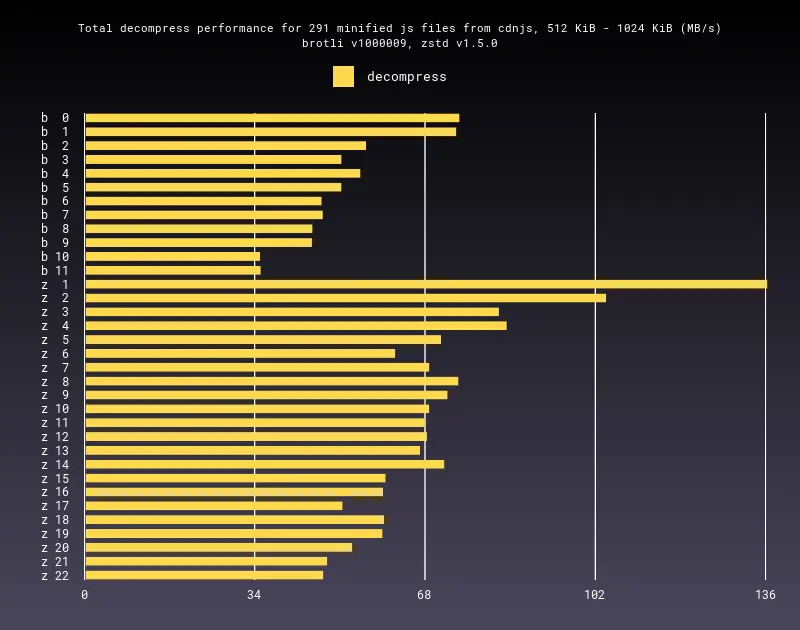 Total decompress performance for 291 minified js files from cdnjs, 512 KiB - 1024 KiB (MB/s)
brotli v1000009, zstd v1.5.0
decompress
b 0
b 1
b 2
b 3
b 4
b 5
b 6
b 7
b 8
b 9
b 10
b 11
z 1
z 2
z 3
z 4
z 5
z 6
z 7
z 8
z 9
z 10
z 11
z 12
z 13
z 14
z 15
z 16
z 17
z 18
z 19
z 20
z 21
z 22
0 34 68 102 136